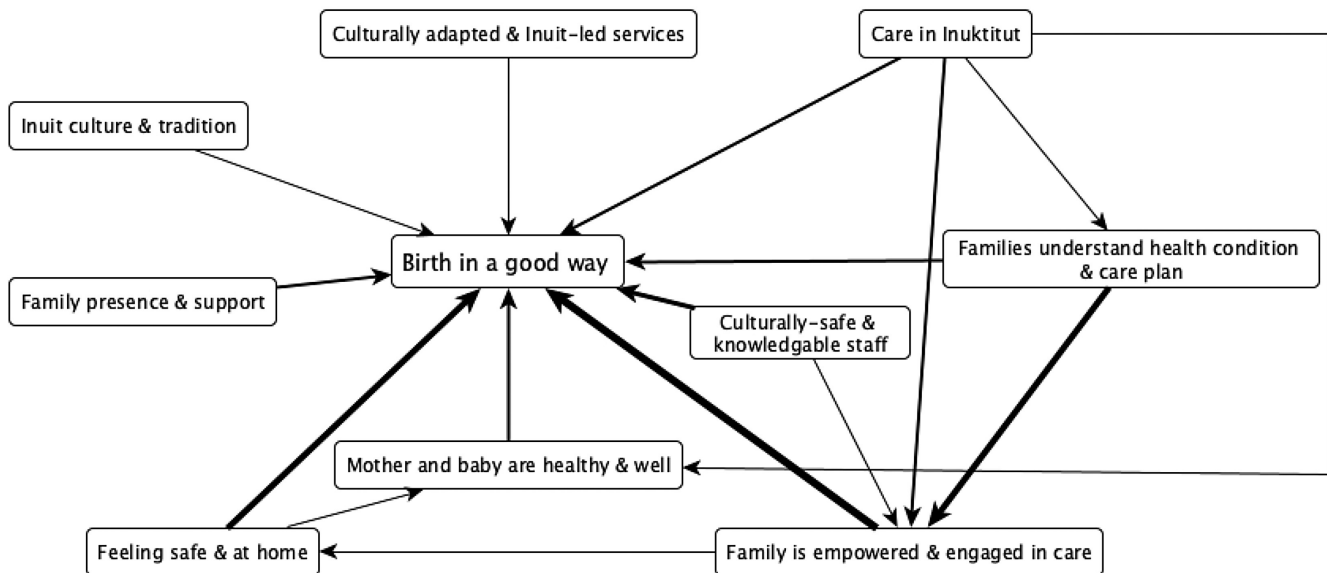 Culturally adapted & Inuit-led services
Care in Inuktitut
Inuit culture & tradition
Birth in a good way
Families understand health condition
& care plan
Family presence & support
Culturally-safe &
knowledgable staff
Mother and baby are healthy & well
Feeling safe & at home
Family is empowered & engaged in care